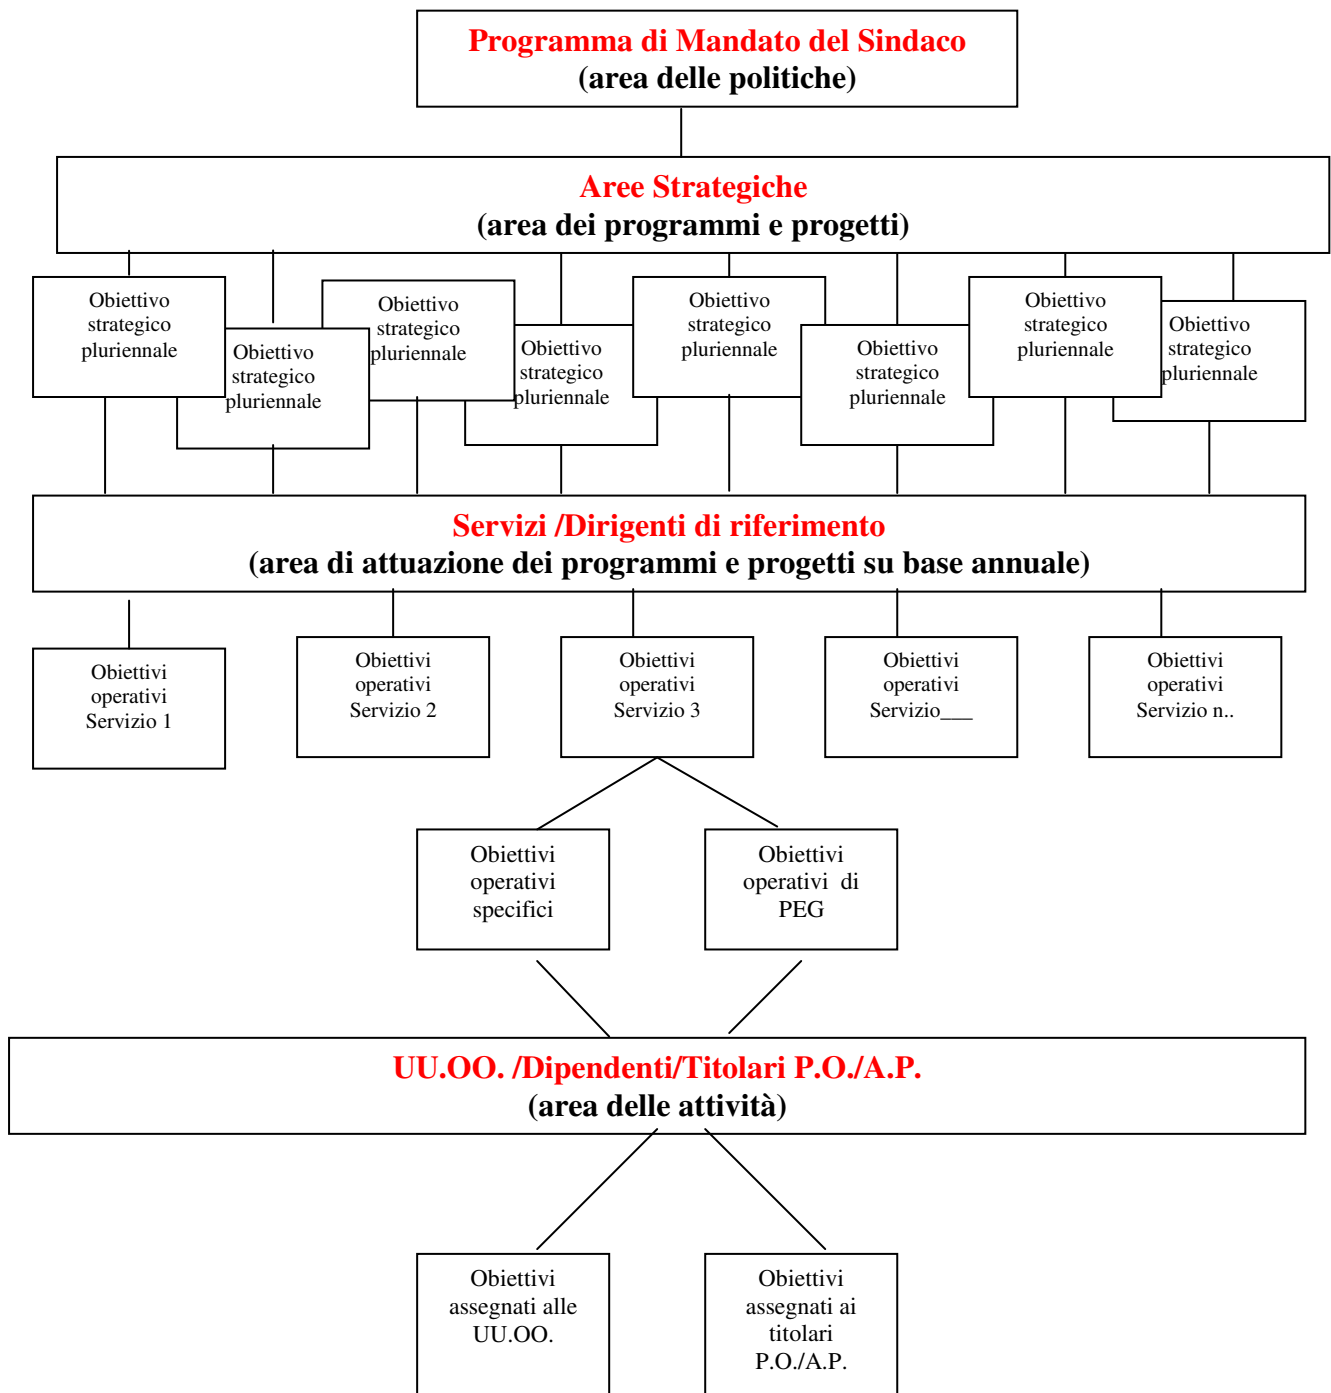 Programma di Mandato del Sindaco
(area delle politiche)
Aree Strategiche
(area dei programmi e progetti)
Obiettivo
strategico
pluriennale
Obiettivo
strategico
pluriennale
Obiettivo
strategico
pluriennale
Obiettivo
strategico
pluriennale
Obiettivo
strategico
pluriennale
Obiettivo
strategico
pluriennale
Obiettivo
strategico
pluriennale
Obiettivo
strategico
pluriennale
Servizi /Dirigenti di riferimento
(area di attuazione dei programmi e progetti su base annuale)
Obiettivi
operativi
Servizio 1
Obiettivi
operativi
Servizio 2
Obiettivi
operativi
Servizio 3
Obiettivi
operativi
Servizio___
Obiettivi
operativi
Servizio n..
Obiettivi
operativi
specifici
Obiettivi
operativi di
PEG
UU.OO. /Dipendenti/Titolari P.O./A.P.
(area delle attività)
Obiettivi
assegnati alle
UU.OO.
Obiettivi
assegnati ai
titolari
P.O./A.P.